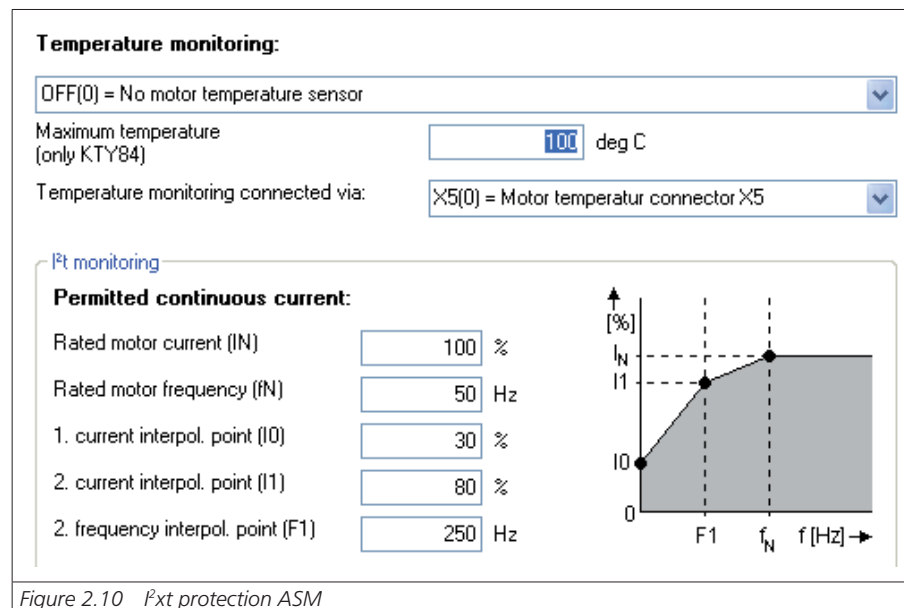 Temperature monitoring:
OFF(0) = No motor temperature sensor
Maximum temperature
(only KTY84)
100 deg C
Temperature monitoring connected via:
X5(0) = Motor temperatur connector X5
I²t monitoring
Permitted continuous current:
Rated motor current (IN) 100 %
Rated motor frequency (fN) 50 Hz
1. current interpol. point (I0) 30 %
2. current interpol. point (I1) 80 %
2. frequency interpol. point (F1) 250 Hz
[%]
IN
I1
I0
0
F1 fN f [Hz]
Figure 2.10 I²xt protection ASM